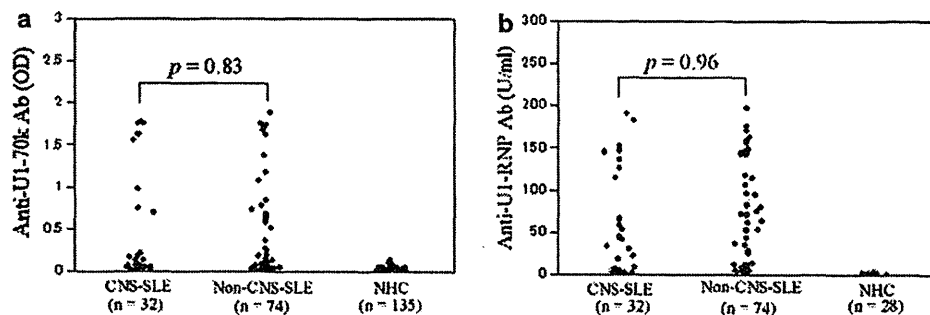 a
Anti-U1-70k Ab (OD)
3
2.5
2
1.5
1
0.5
0
p = 0.83
CNS-SLE
(n = 32)
Non-CNS-SLE
(n = 74)
NHC
(n = 135)
b
Anti-U1-RNP Ab (U/ml)
300
250
200
150
100
50
0
p = 0.96
CNS-SLE
(n = 32)
Non-CNS-SLE
(n = 74)
NHC
(n = 28)